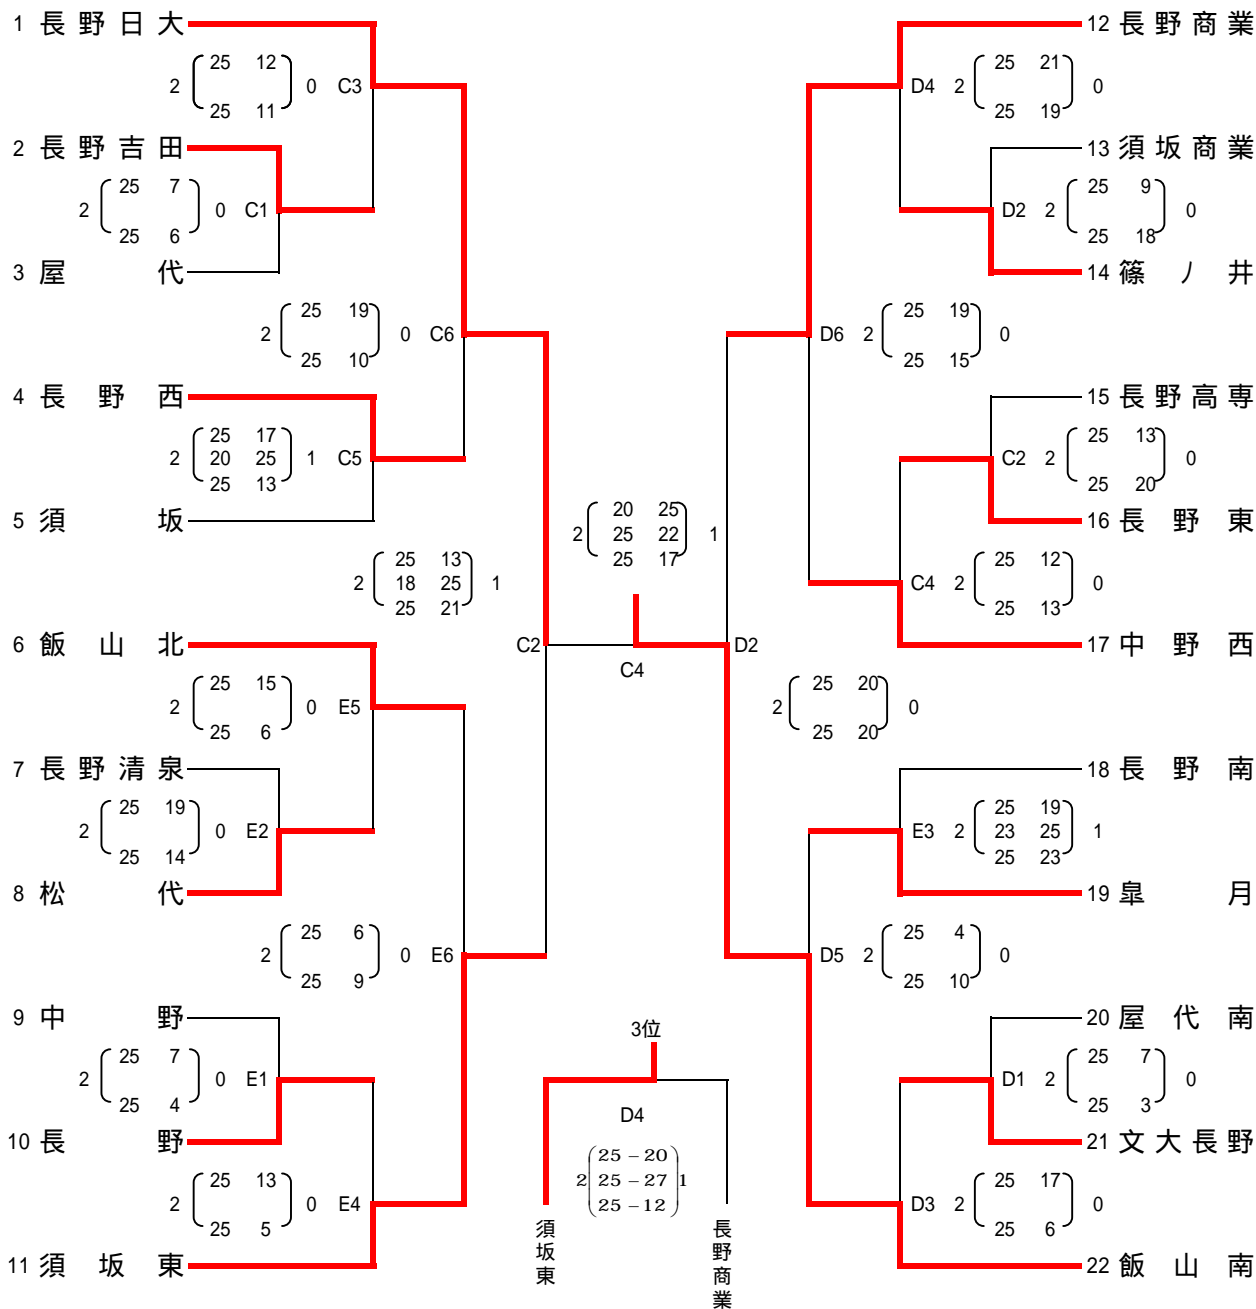 1 長野日大
25 12
2 0 C3
25 11
2 長野吉田
25 7
2 0 C1
25 6
3 屋代
25 19
2 0 C6
25 10
4 長野西
25 17
2 20 25 1 C5
25 13
5 須坂
25 13
2 18 25 1
25 21
C2
6 飯山北
25 15
2 0 E5
25 6
7 長野清泉
25 19
2 0 E2
25 14
8 松代
25 6
2 0 E6
25 9
9 中野
25 7
2 0 E1
25 4
10 長野
25 13
2 0 E4
25 5
11 須坂東
20 25
2 25 22 1
25 17
C4
3位
D4
25 – 20
2 25 – 27 1
25 – 12
須坂東
長野商業
12 長野商業
25 21
D4 2 0
25 19
13 須坂商業
25 9
D2 2 0
25 18
14 篠ノ井
25 19
D6 2 0
25 15
15 長野高専
25 13
C2 2 0
25 20
16 長野東
25 12
C4 2 0
25 13
17 中野西
D2
25 20
2 0
25 20
18 長野南
25 19
E3 2 23 25 1
25 23
19 皐月
25 4
D5 2 0
25 10
20 屋代南
25 7
D1 2 0
25 3
21 文大長野
25 17
D3 2 0
25 6
22 飯山南